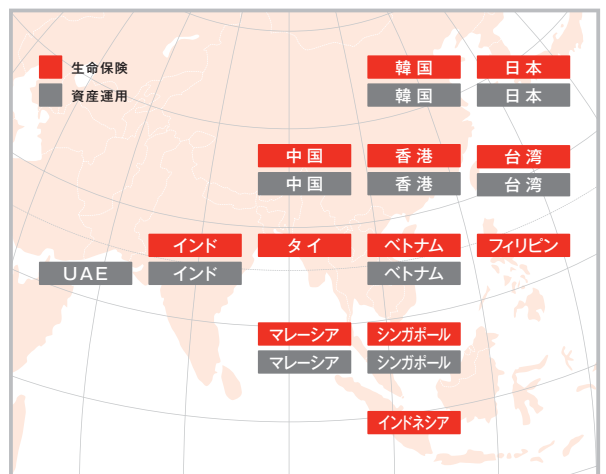 生命保険
資産運用
韓国 日本
韓国 日本
中国 香港 台湾
中国 香港 台湾
インド タイ ベトナム フィリピン
UAE インド ベトナム
マレーシア シンガポール
マレーシア シンガポール
インドネシア